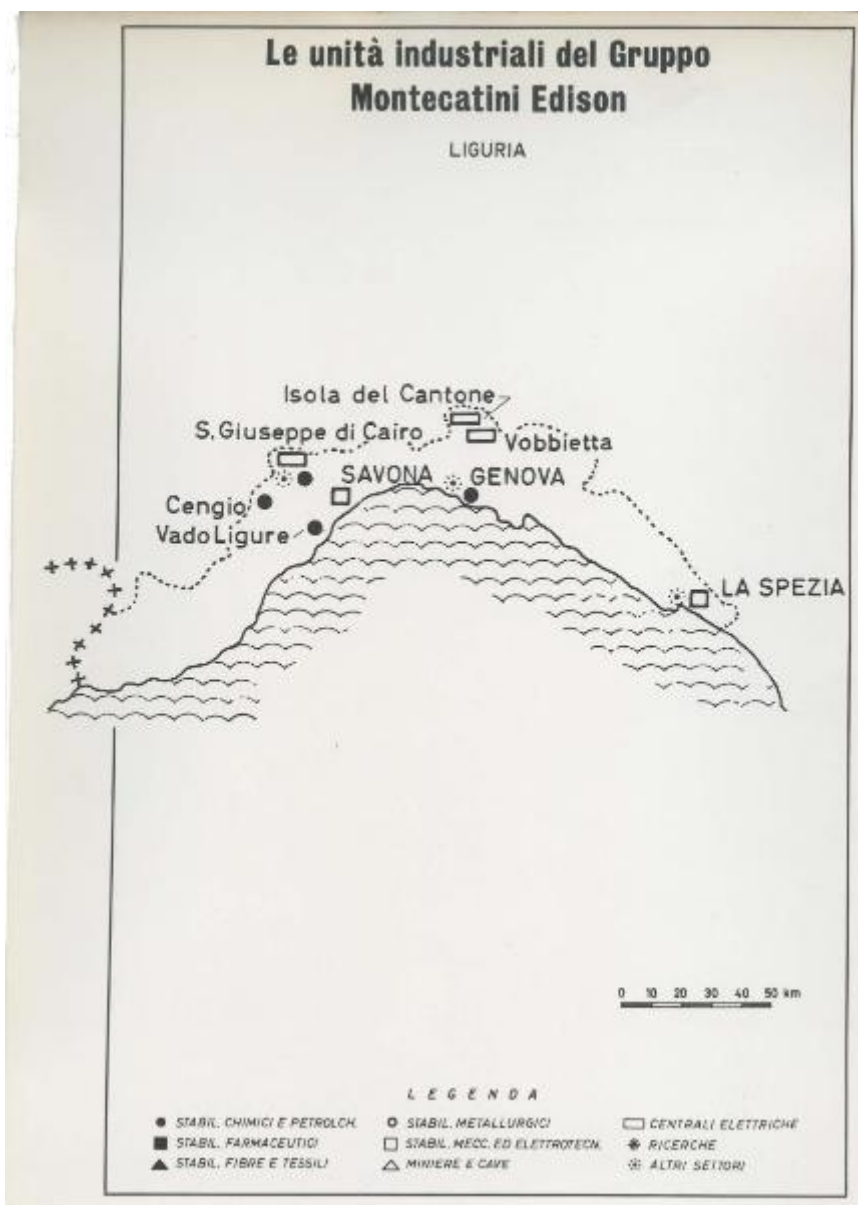 Le unità industriali del Gruppo
Montecatini Edison
LIGURIA
Isola del Cantone
S. Giuseppe di Cairo
Vobbietta
SAVONA
GENOVA
Cengio
Vado Ligure
LA SPEZIA
0 10 20 30 40 50 km
LEGENDA
STABIL. CHIMICI E PETROLCH.
STABIL. METALLURGICI
CENTRALI ELETTRICHE
STABIL. FARMACEUTICI
STABIL. MECC. ED ELETTROTECN.
RICERCHE
STABIL. FIBRE E TESSILI
MINIERE E CAVE
ALTRI SETTORI